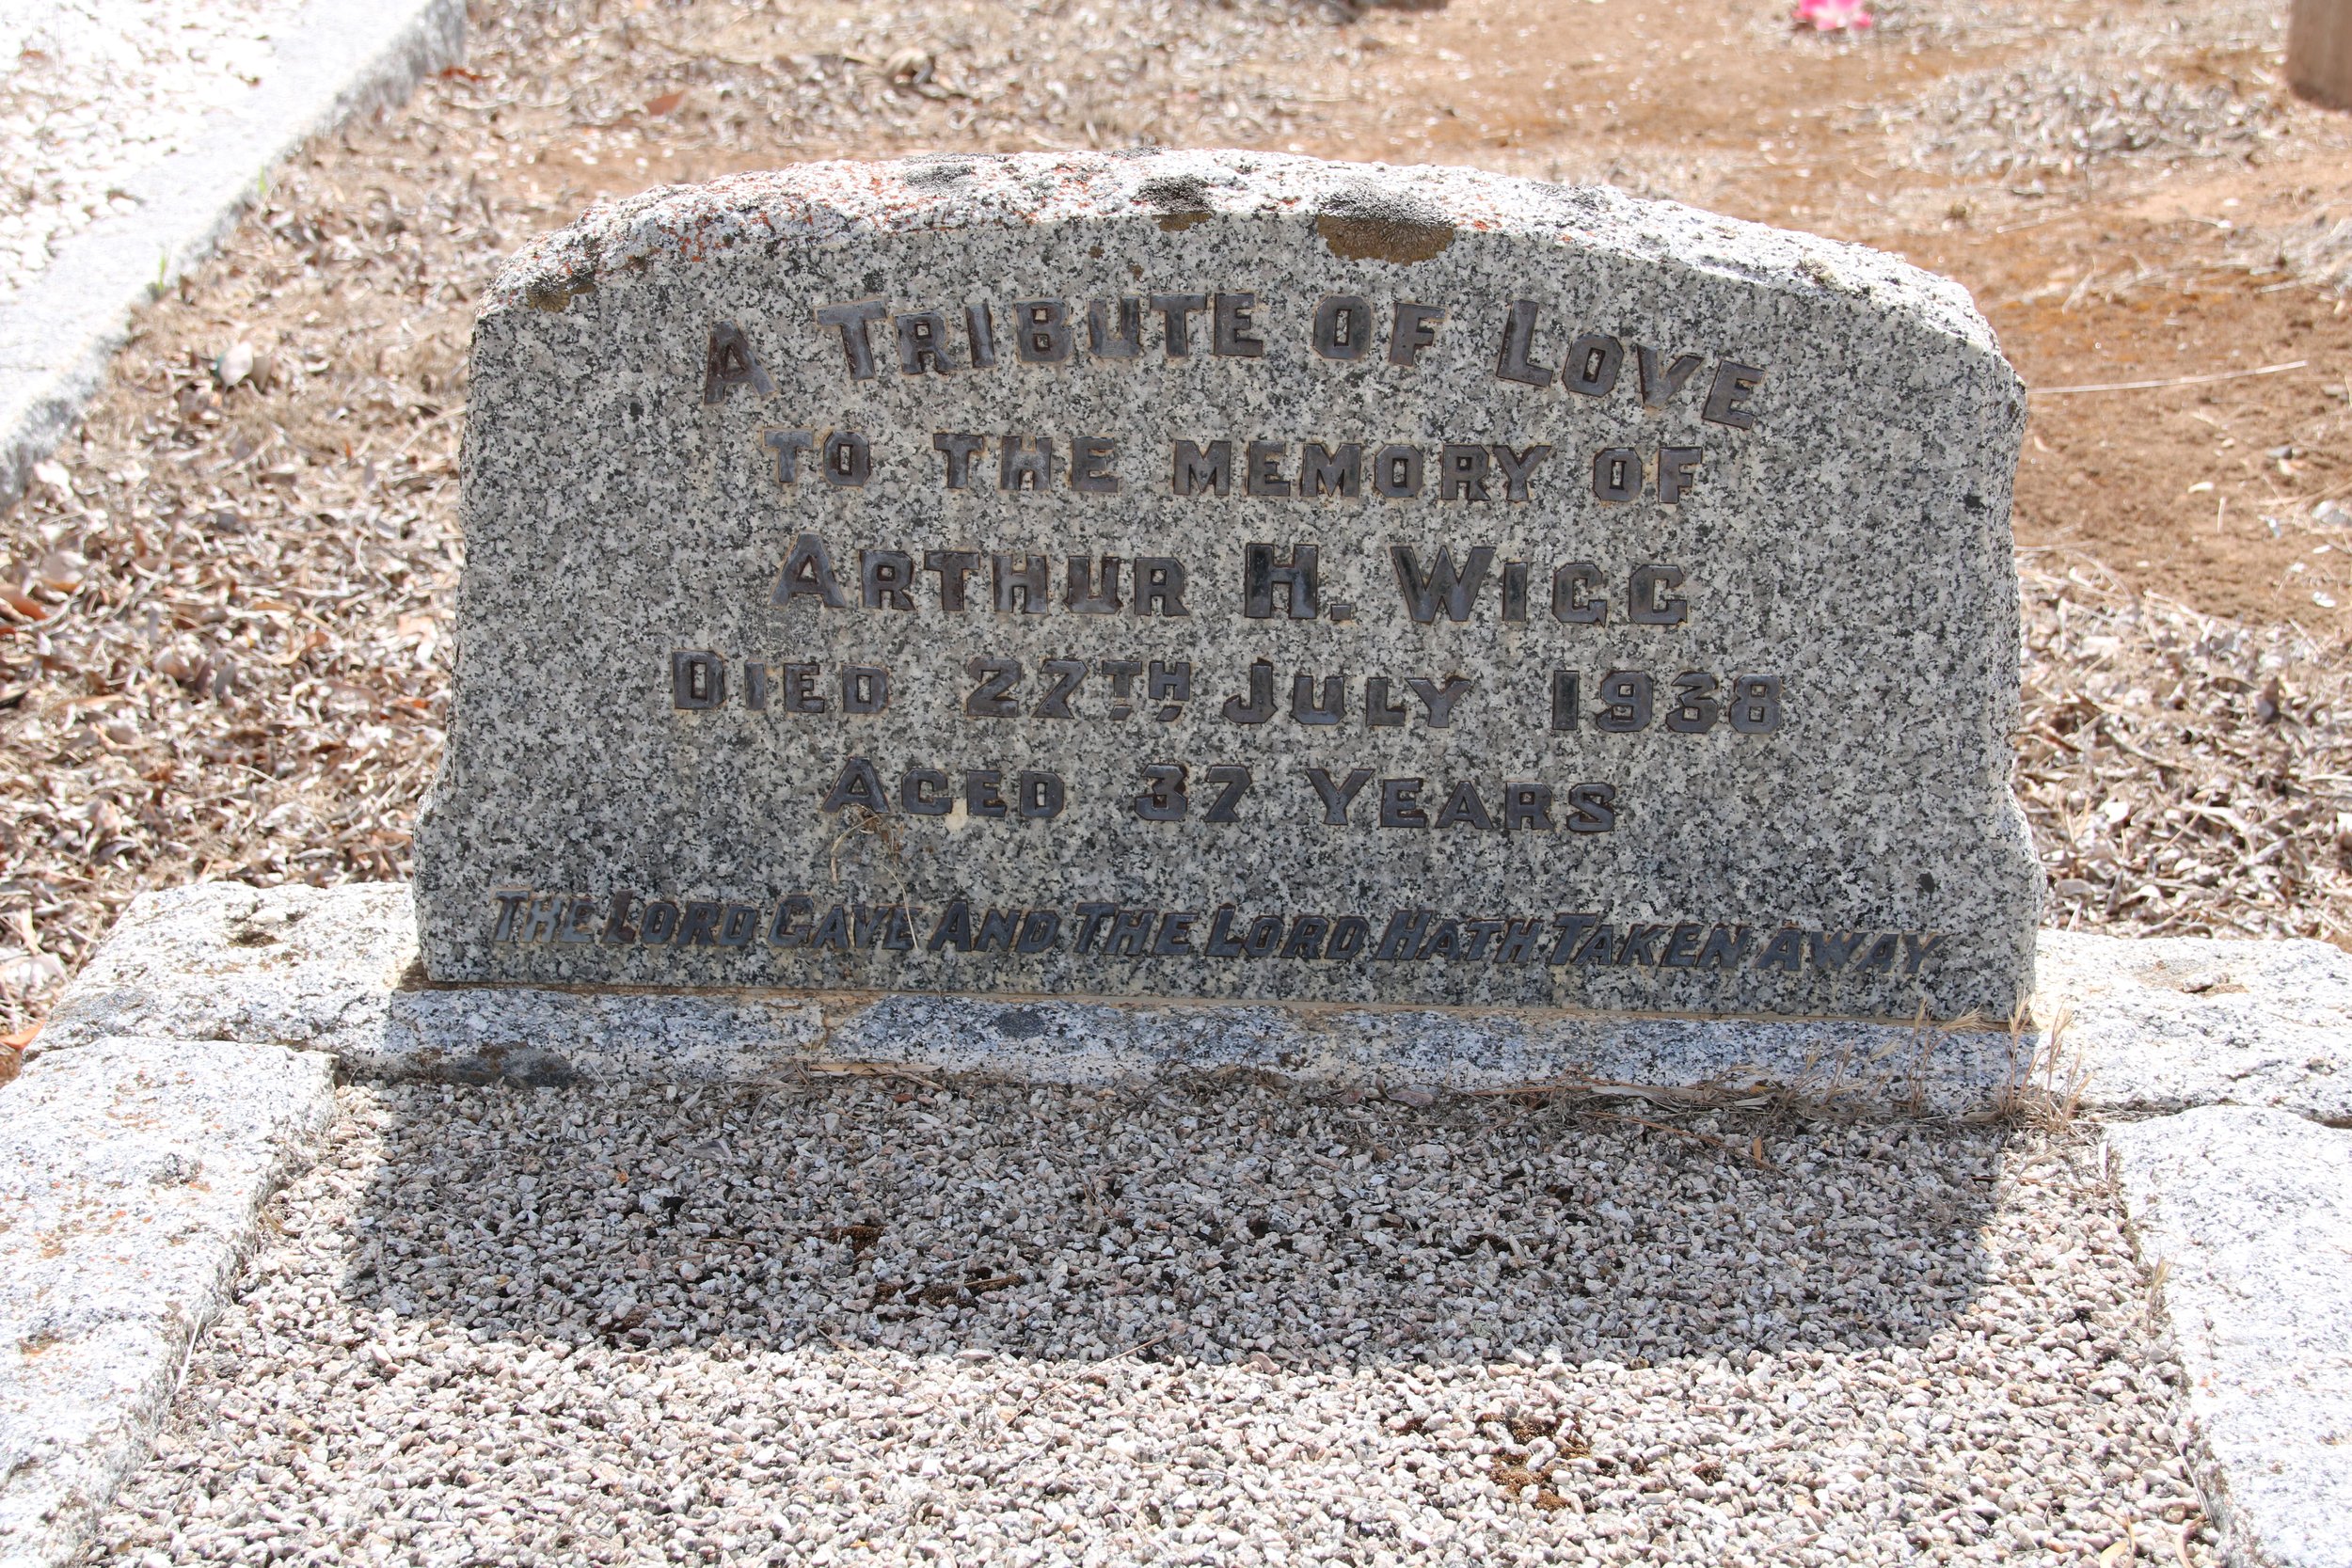 A TRIBUTE OF LOVE
TO THE MEMORY OF
ARTHUR H. WIGG
DIED 27TH JULY 1938
AGED 37 YEARS
THE LORD GAVE AND THE LORD HATH TAKEN AWAY